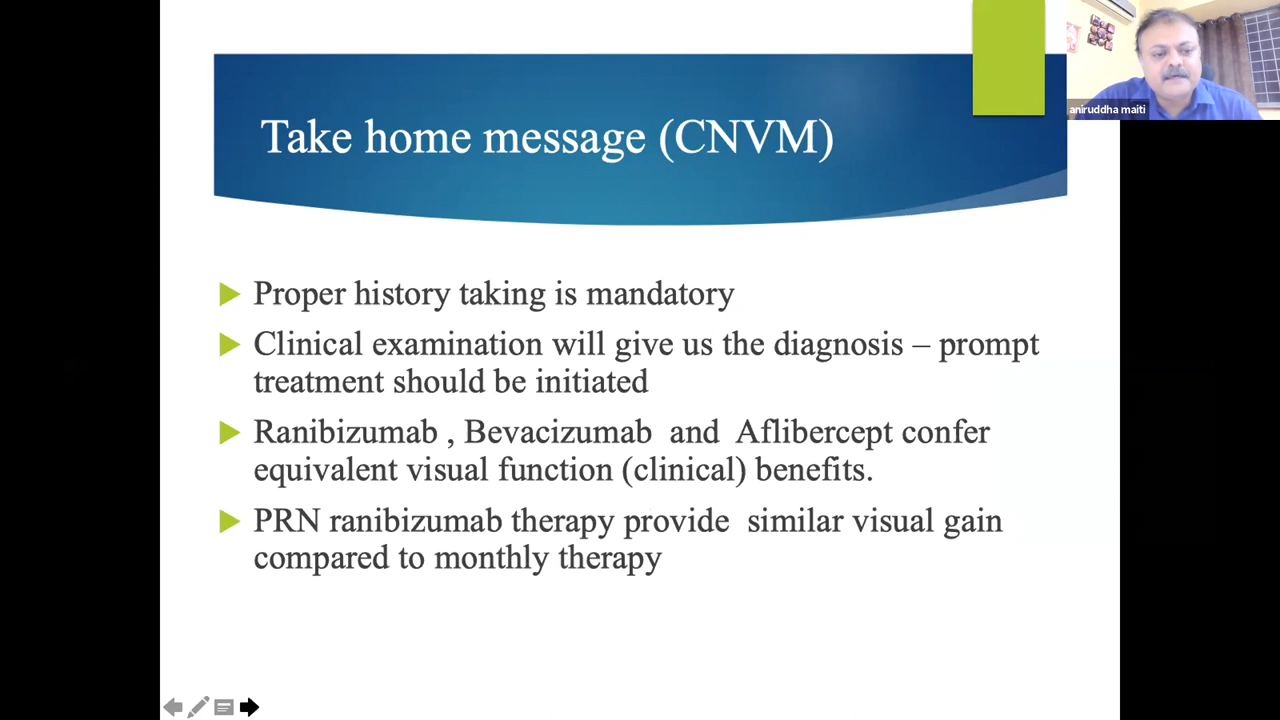 aniruddha maiti
Take home message (CNVM)
Proper history taking is mandatory
Clinical examination will give us the diagnosis – prompt
treatment should be initiated
Ranibizumab , Bevacizumab  and  Aflibercept confer
equivalent visual function (clinical) benefits.
PRN ranibizumab therapy provide  similar visual gain
compared to monthly therapy